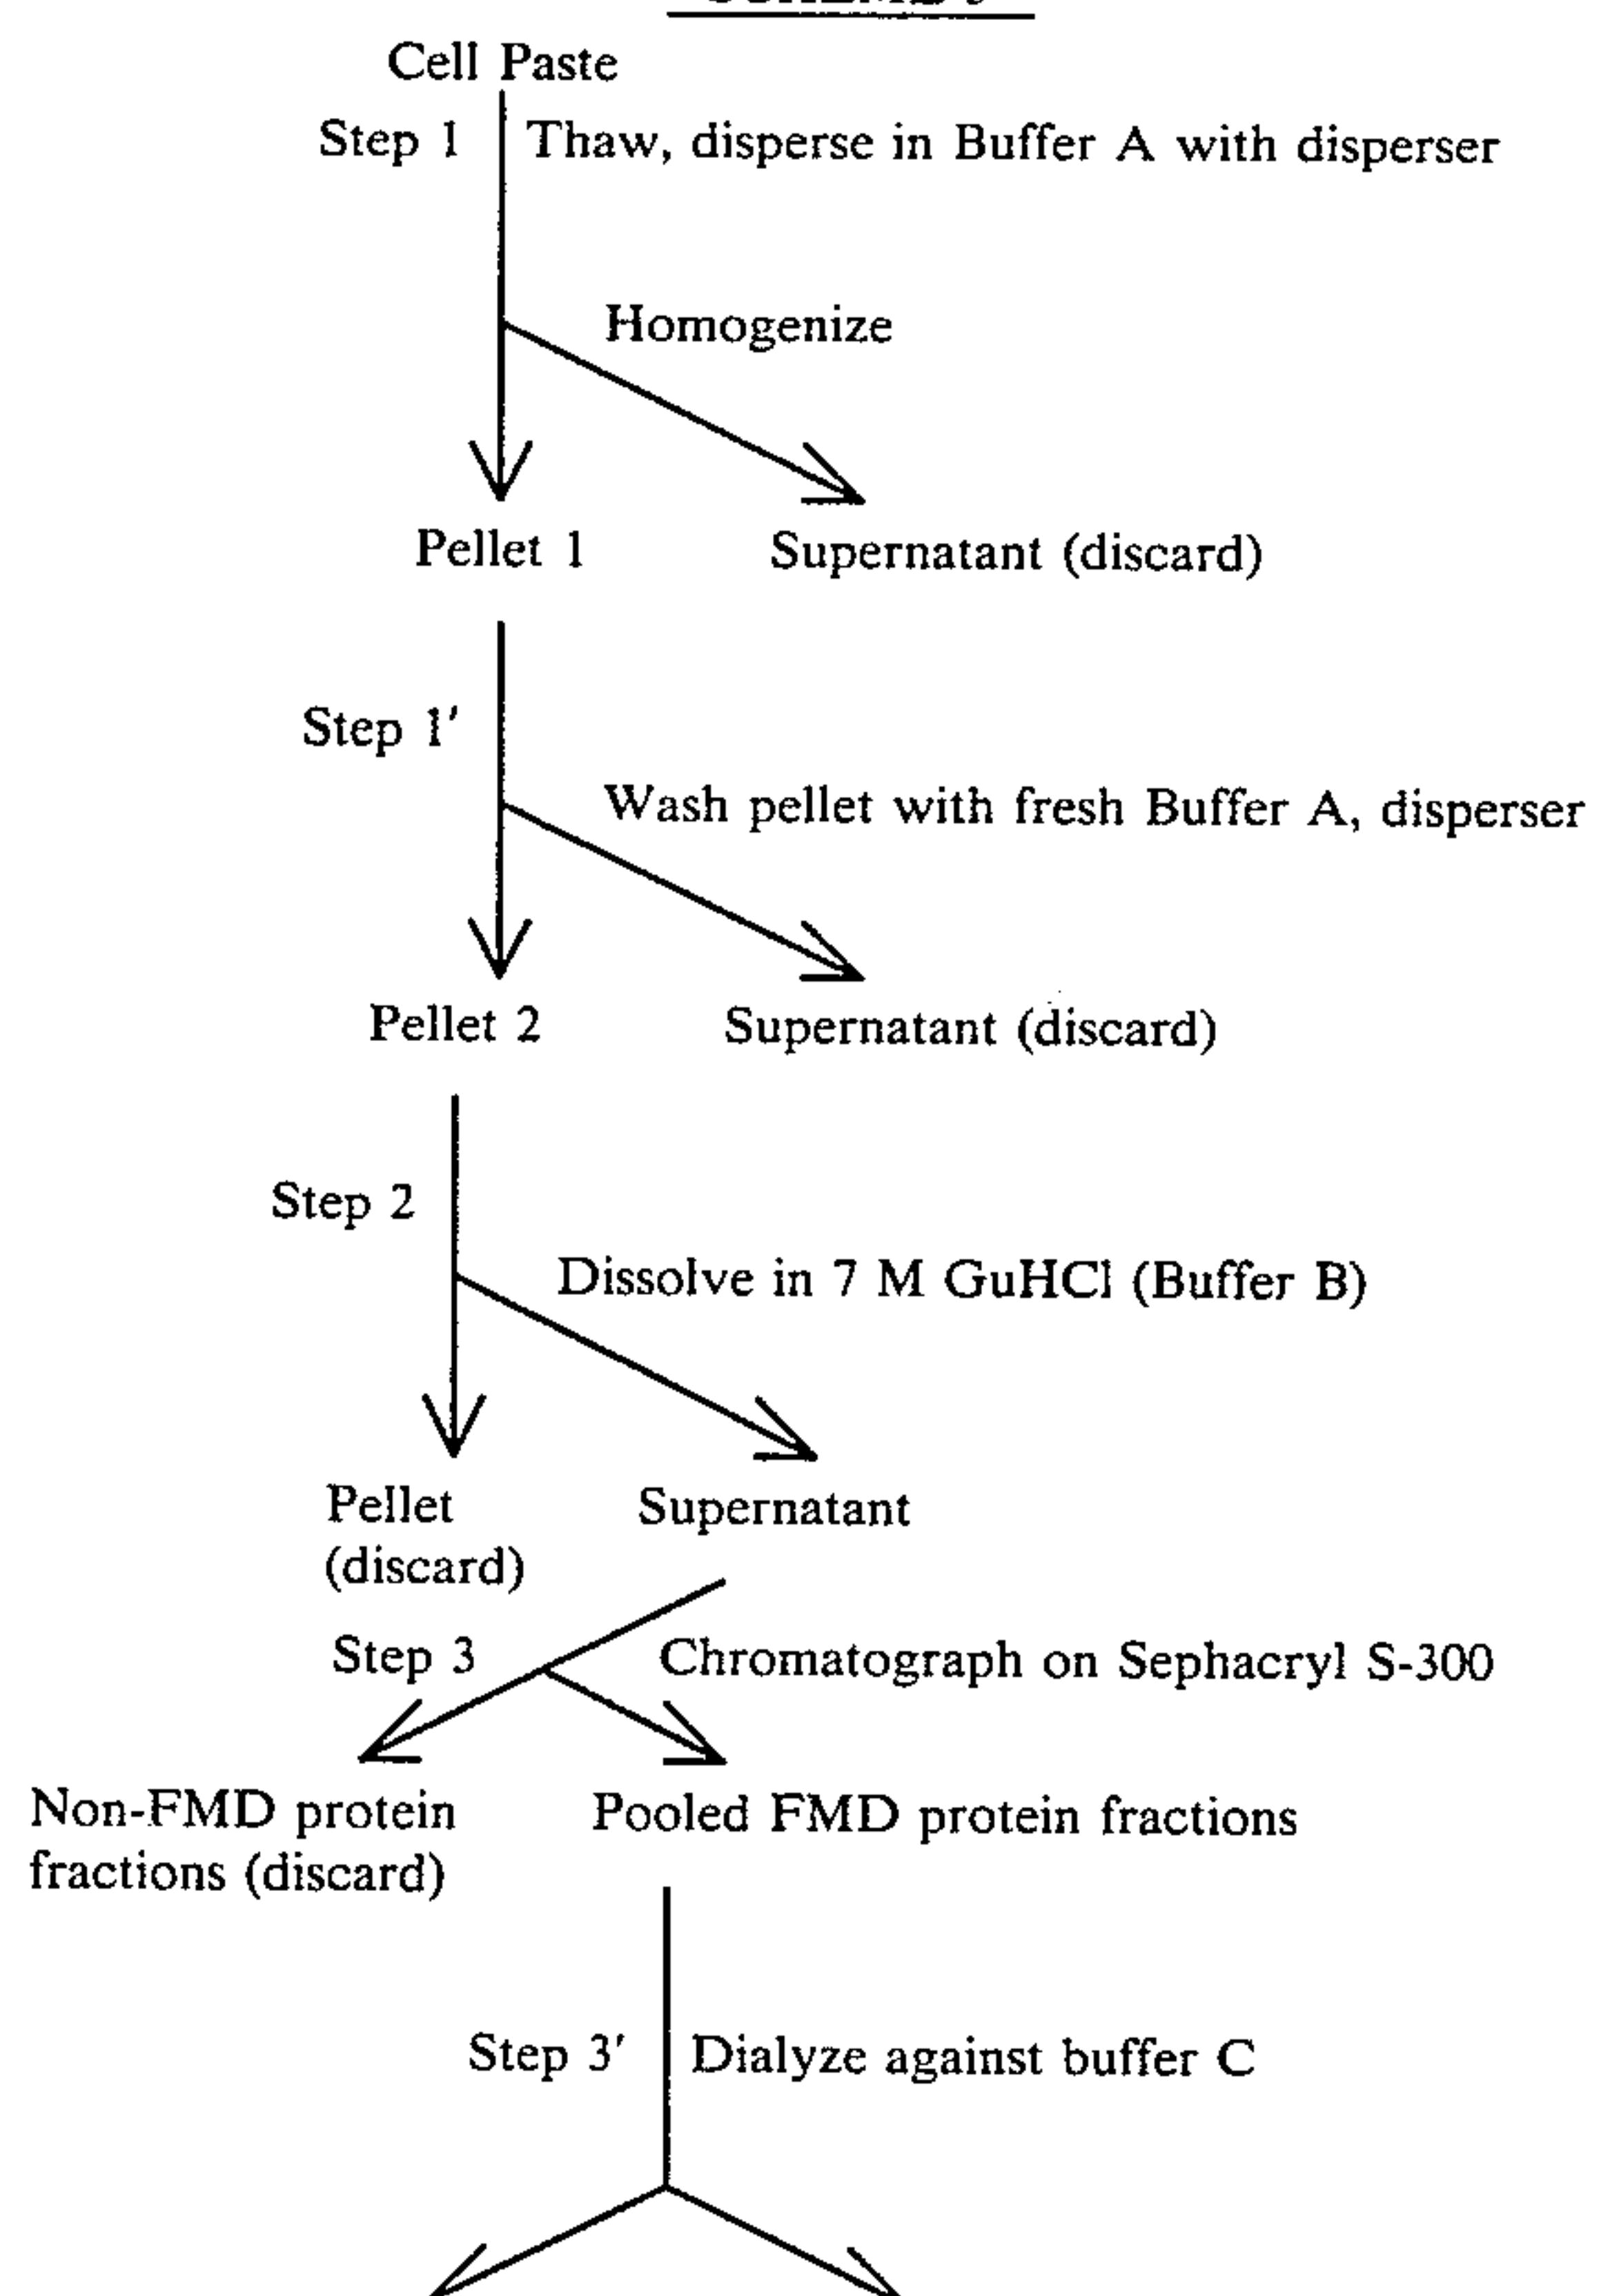 Cell Paste
Step 1 Thaw, disperse in Buffer A with disperser
Homogenize
Pellet 1 Supernatant (discard)
Step 1′
Wash pellet with fresh Buffer A, disperser
Pellet 2 Supernatant (discard)
Step 2
Dissolve in 7 M GuHCl (Buffer B)
Pellet Supernatant
(discard)
Step 3 Chromatograph on Sephacryl S-300
Non-FMD protein Pooled FMD protein fractions
fractions (discard)
Step 3′ Dialyze against buffer C